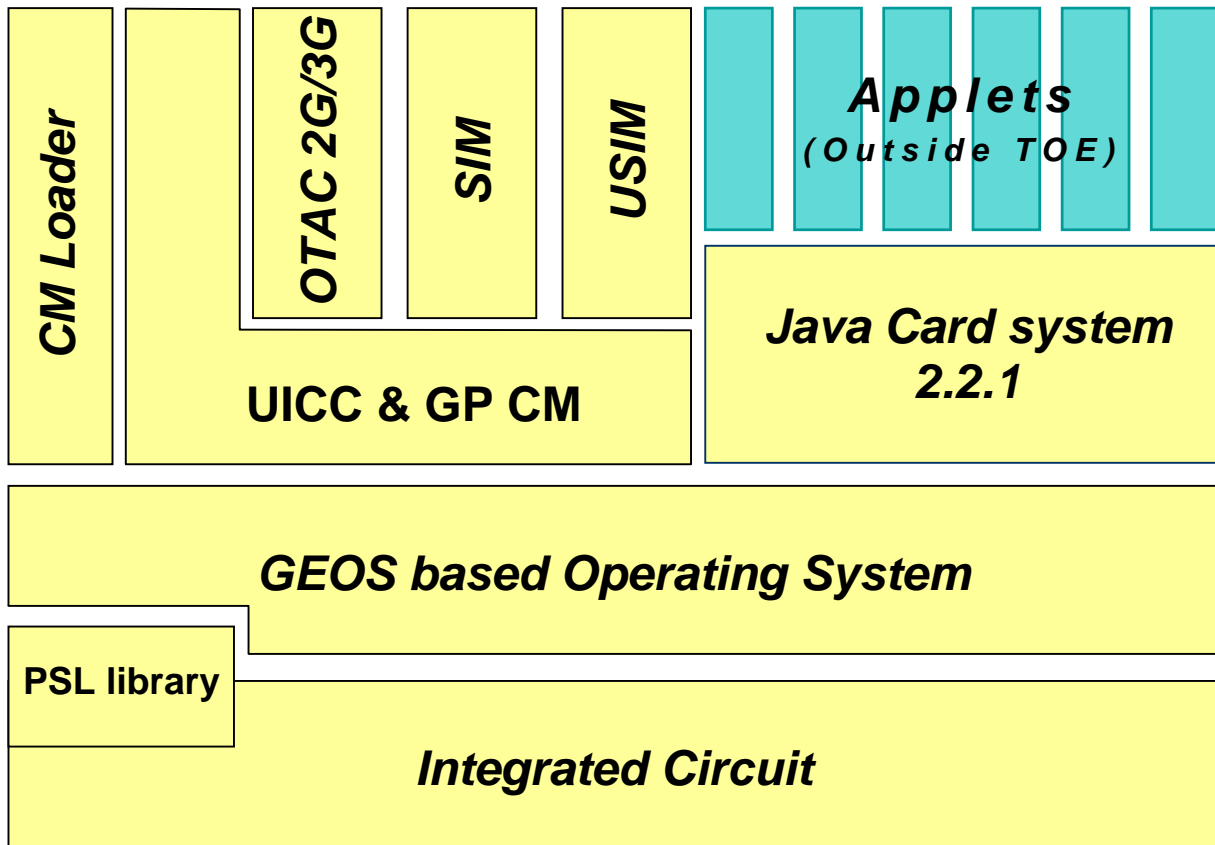 CM Loader
OTAC 2G/3G
SIM
USIM
Applets
(Outside TOE)
UICC & GP CM
Java Card system
2.2.1
GEOS based Operating System
PSL library
Integrated Circuit